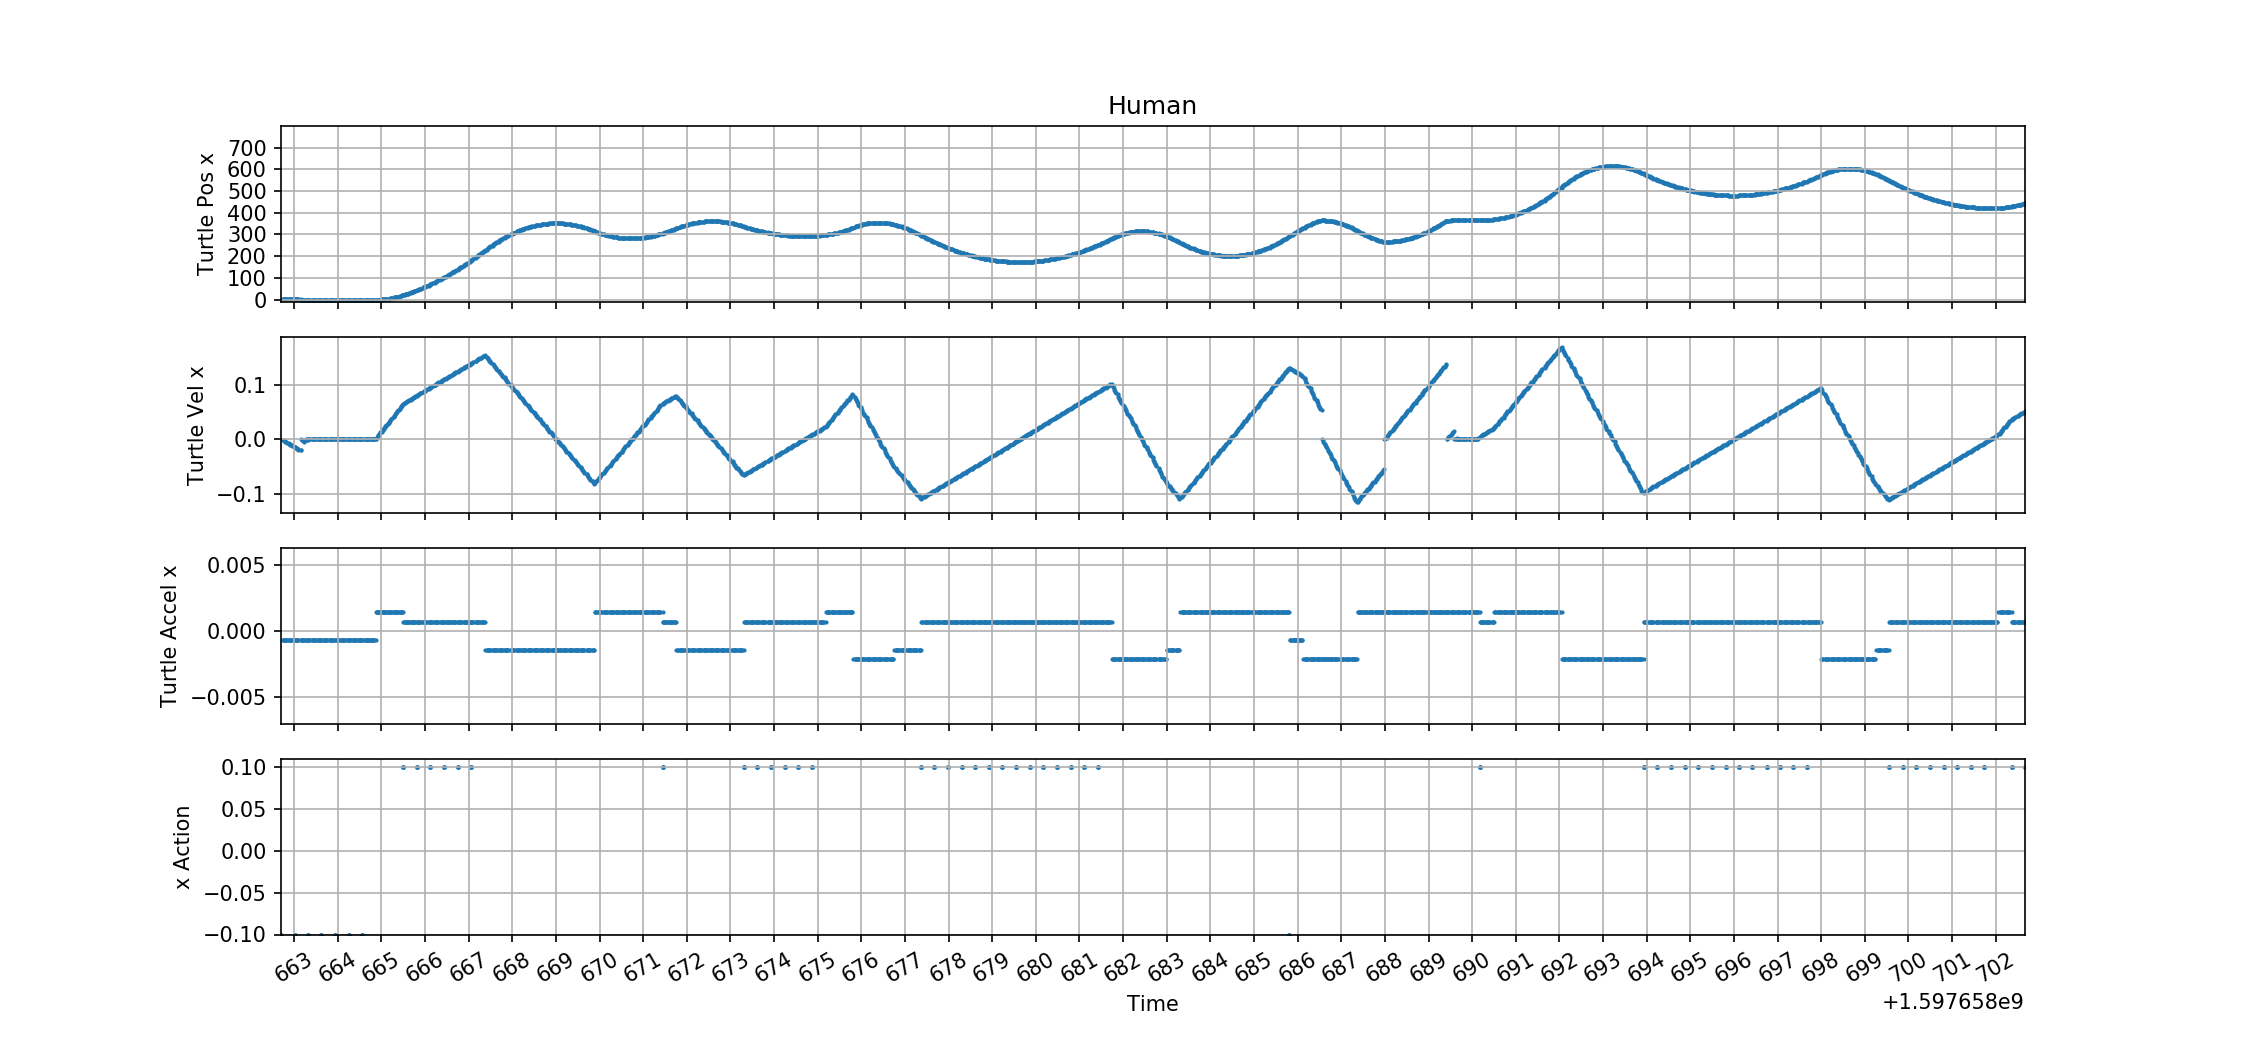 Human
Turtle Pos x
700
600
500
400
300
200
100
0
Turtle Vel x
0.1
0.0
−0.1
Turtle Accel x
0.005
0.000
−0.005
x Action
0.10
0.05
0.00
−0.05
−0.10
663 664 665 666 667 668 669 670 671 672 673 674 675 676 677 678 679 680 681 682 683 684 685 686 687 688 689 690 691 692 693 694 695 696 697 698 699 700 701 702
Time
+1.597658e9